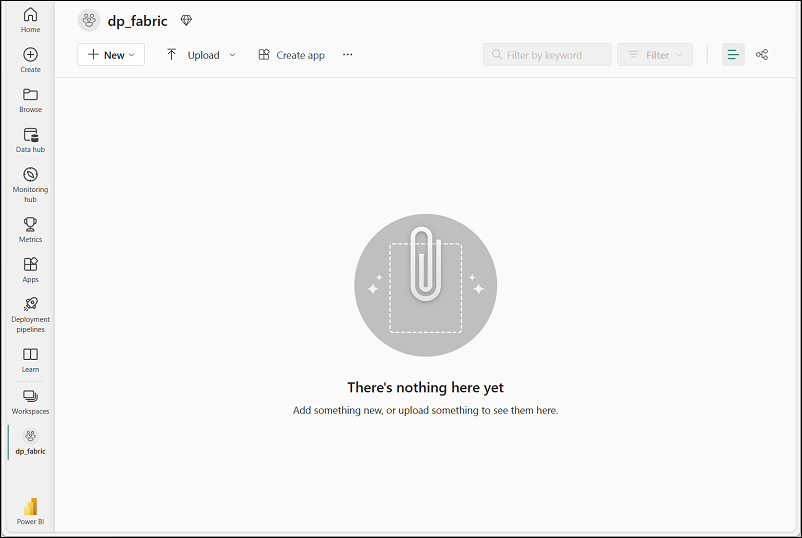 Home
Create
Browse
Data hub
Monitoring
hub
Metrics
Apps
Deployment
pipelines
Learn
Workspaces
dp_fabric
Power BI
dp_fabric
New
Upload
Create app
Filter by keyword
Filter
There's nothing here yet
Add something new, or upload something to see them here.